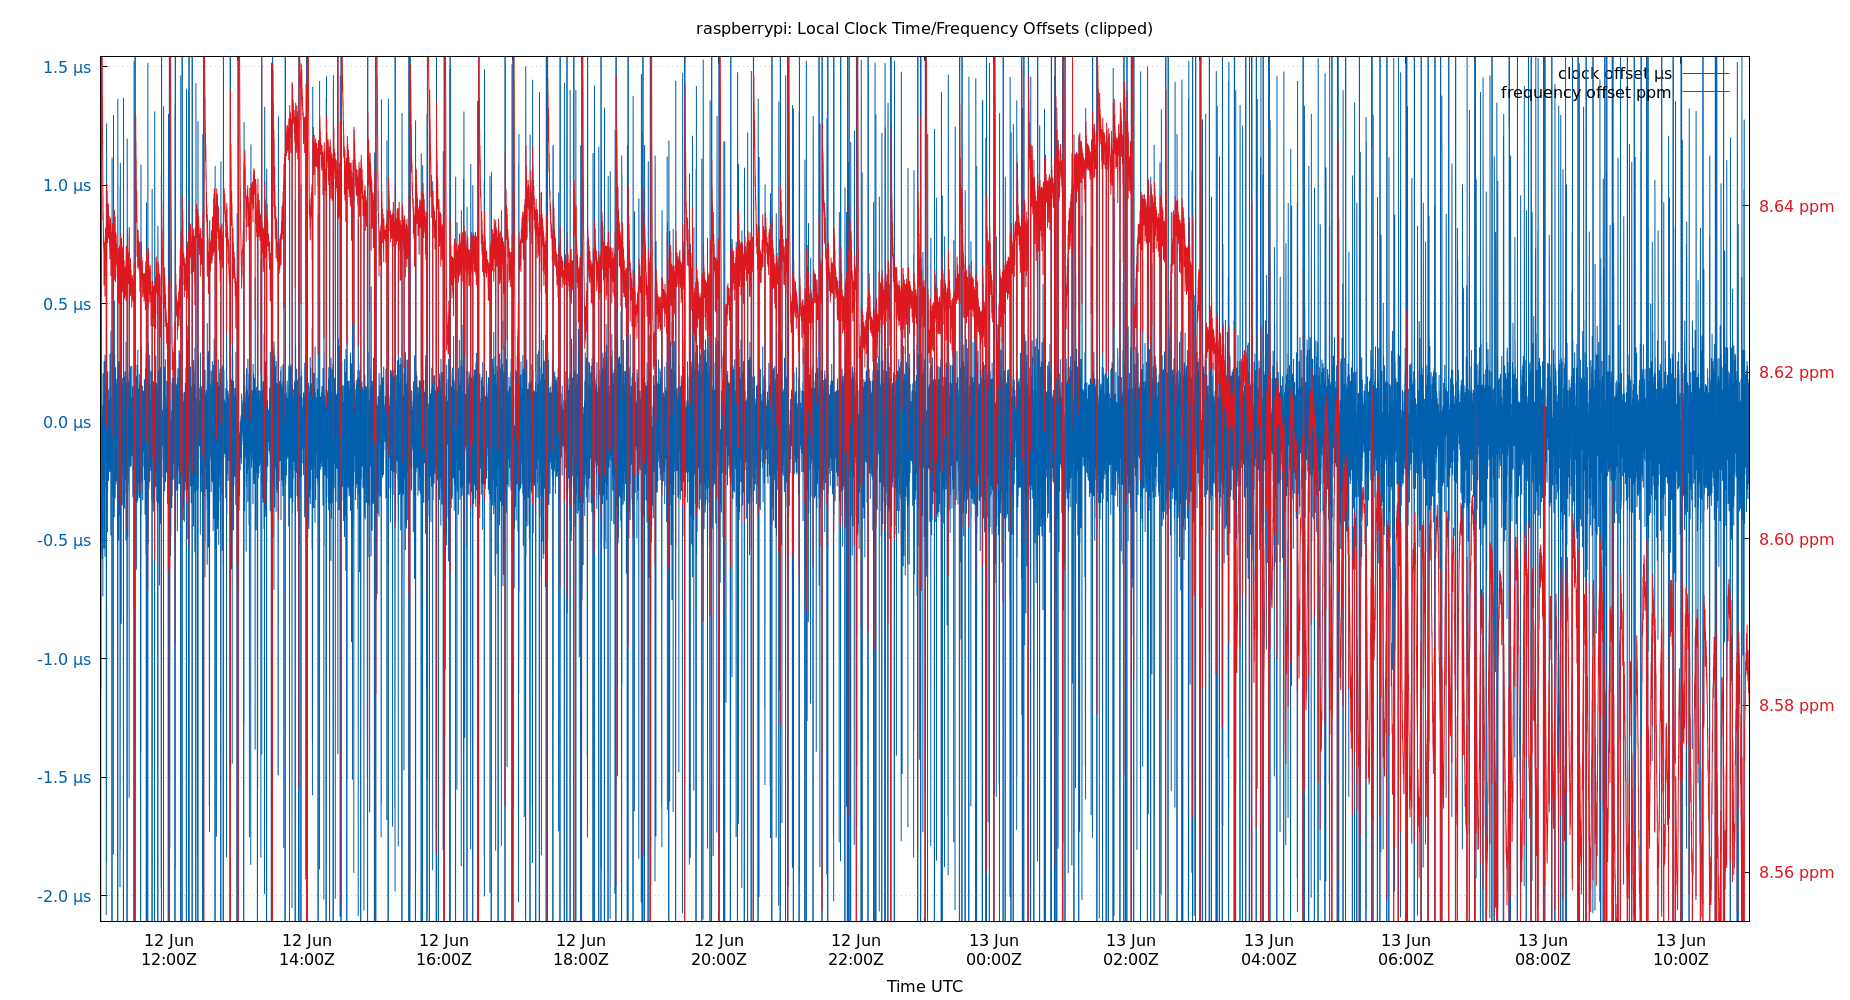 raspberrypi: Local Clock Time/Frequency Offsets (clipped)
clock offset µs
frequency offset ppm
1.5 µs
1.0 µs
0.5 µs
0.0 µs
-0.5 µs
-1.0 µs
-1.5 µs
-2.0 µs
8.64 ppm
8.62 ppm
8.60 ppm
8.58 ppm
8.56 ppm
12 Jun 12 Jun 12 Jun 12 Jun 12 Jun 12 Jun 13 Jun 13 Jun 13 Jun 13 Jun 13 Jun 13 Jun
12:00Z 14:00Z 16:00Z 18:00Z 20:00Z 22:00Z 00:00Z 02:00Z 04:00Z 06:00Z 08:00Z 10:00Z
Time UTC